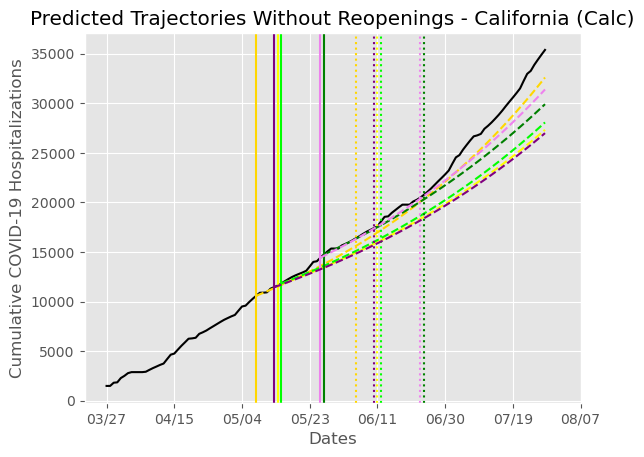 Predicted Trajectories Without Reopenings - California (Calc)
Cumulative COVID-19 Hospitalizations
35000
30000
25000
20000
15000
10000
5000
0
03/27 04/15 05/04 05/23 06/11 06/30 07/19 08/07
Dates